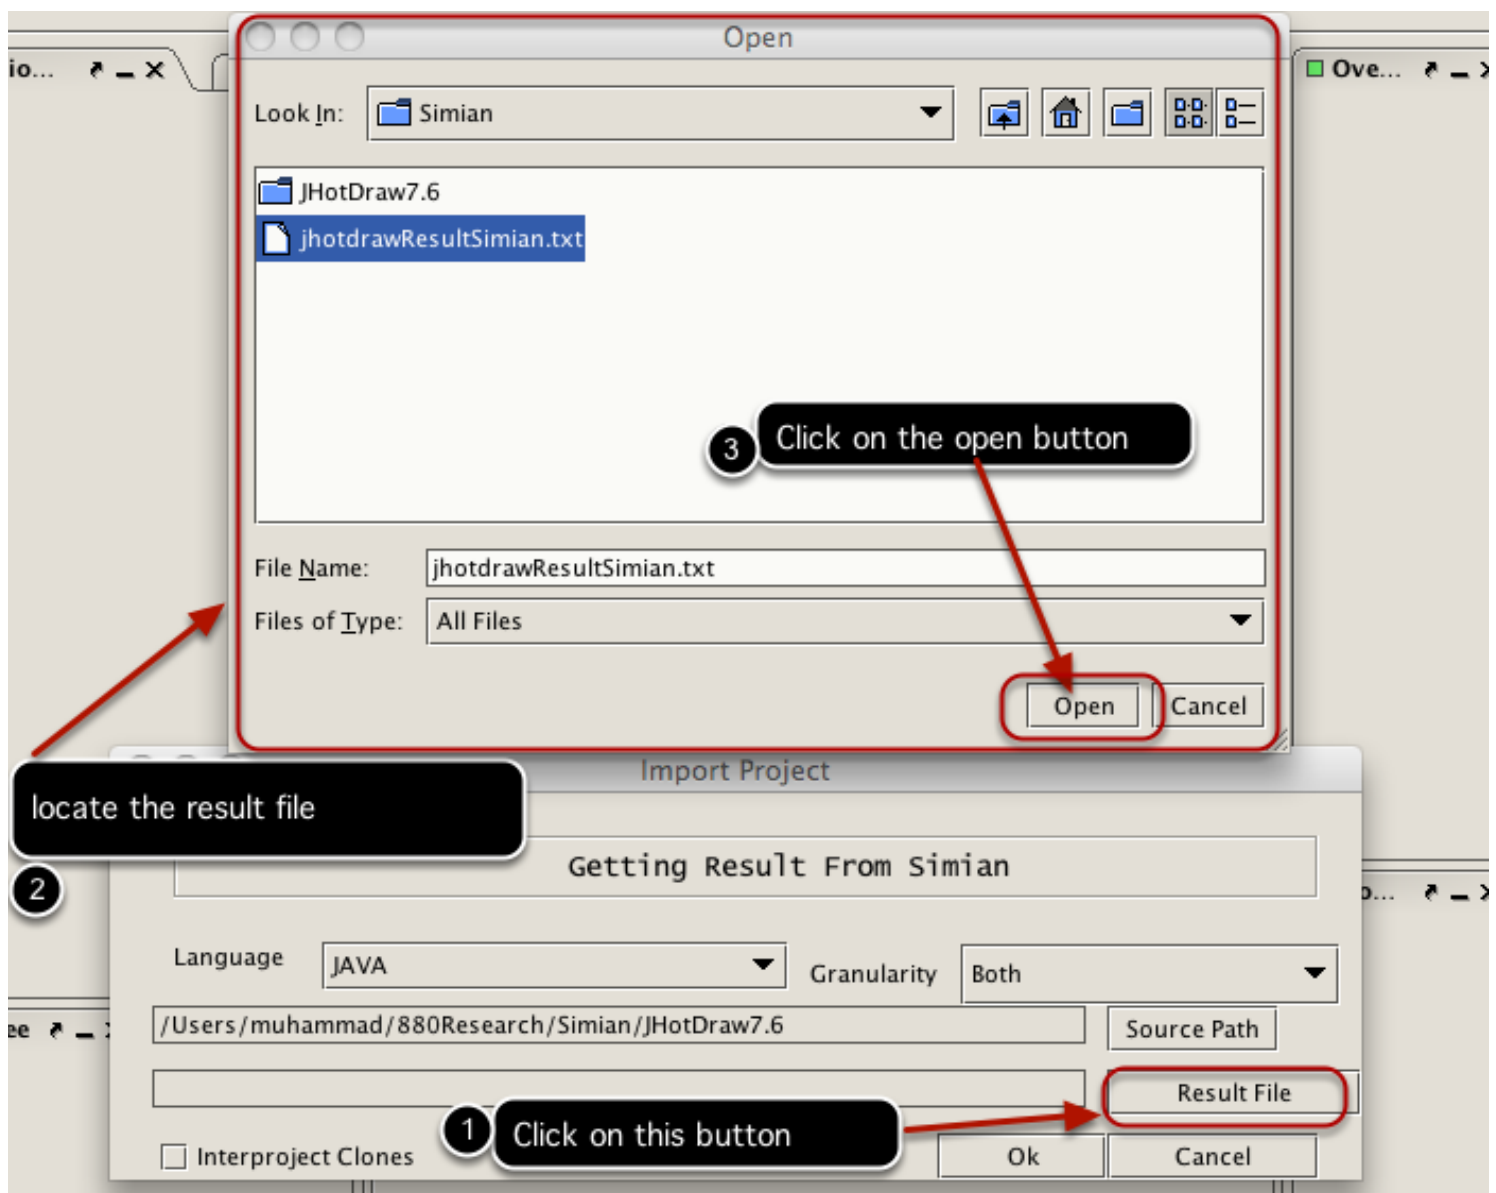 Open
io...
Ove...
Look In:
Simian
JHotDraw7.6
jhotdrawResultSimian.txt
3
Click on the open button
File Name:
jhotdrawResultSimian.txt
Files of Type:
All Files
Open
Cancel
Import Project
locate the result file
2
Getting Result From Simian
o...
Language
JAVA
Granularity
Both
ee
/Users/muhammad/880Research/Simian/JHotDraw7.6
Source Path
Result File
1
Click on this button
Interproject Clones
Ok
Cancel